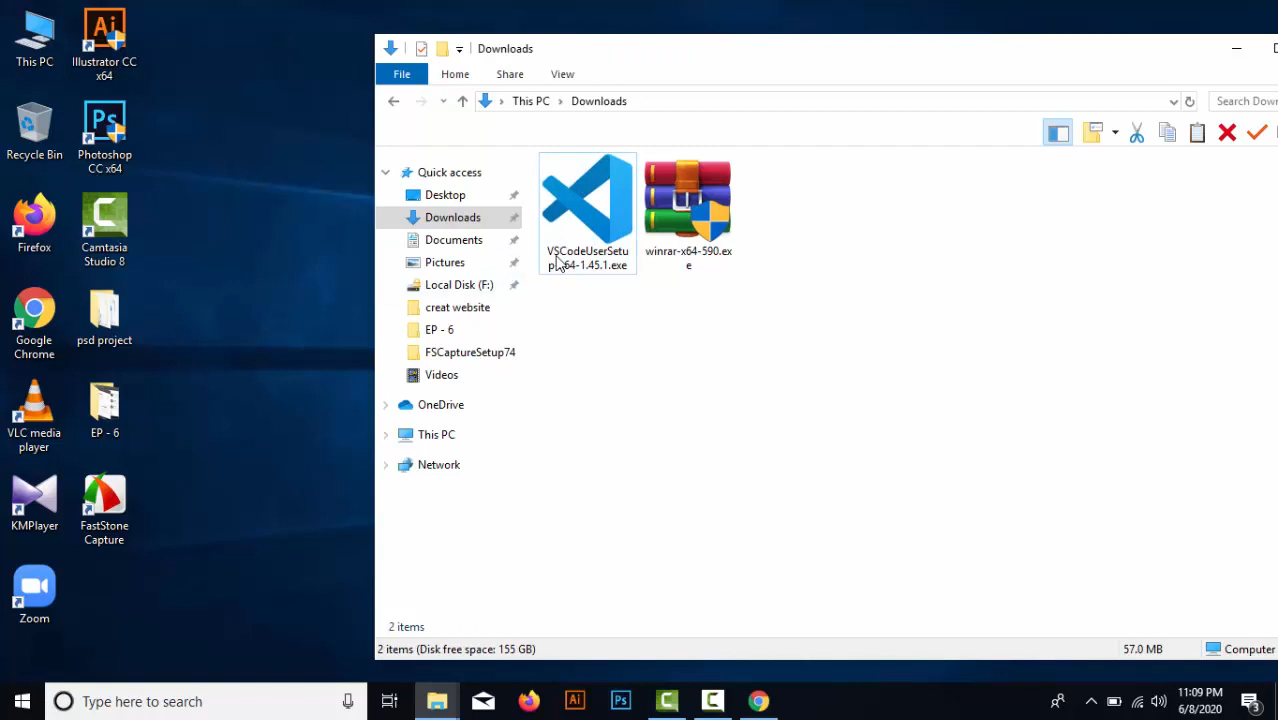 This PC
Illustrator CC
x64
Recycle Bin
Photoshop
CC x64
Firefox
Camtasia
Studio 8
Google
Chrome
psd project
VLC media
player
EP - 6
KMPlayer
FastStone
Capture
Zoom
Downloads
File Home Share View
This PC Downloads
Search Dow
Quick access
Desktop
Downloads
Documents
Pictures
Local Disk (F:)
creat website
EP - 6
FSCaptureSetup74
Videos
OneDrive
This PC
Network
VSCodeUserSetu
p-x64-1.45.1.exe
winrar-x64-590.ex
e
2 items
2 items (Disk free space: 155 GB)
57.0 MB
Computer
Type here to search
11:09 PM
6/8/2020
3